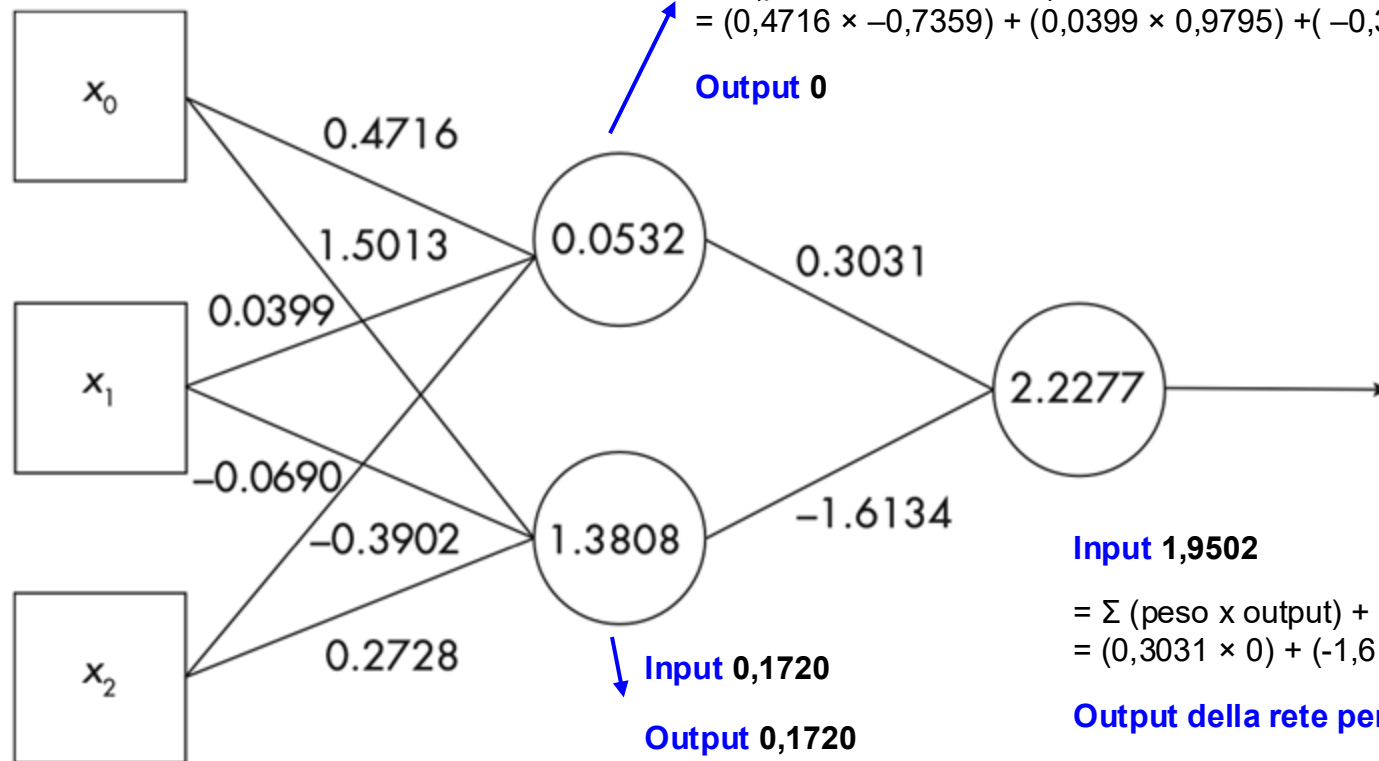 = (0,4716 × –0,7359) + (0,0399 × 0,9795) +( –0,3
Output 0
x0
0.4716
1.5013
0.0532
0.3031
0.0399
x1
2.2277
–0.0690
–0.3902
1.3808
–1.6134
Input 1,9502
= Σ (peso x output) +
= (0,3031 × 0) + (-1,6
0.2728
x2
Input 0,1720
Output della rete per
Output 0,1720